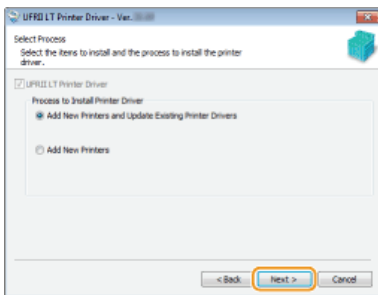 UFRII LT Printer Driver - Ver.
Select Process
Select the items to install and the process to install the printer
driver.
UFRII LT Printer Driver
Process to Install Printer Driver
Add New Printers and Update Existing Printer Drivers
Add New Printers
< Back
Next >
Cancel